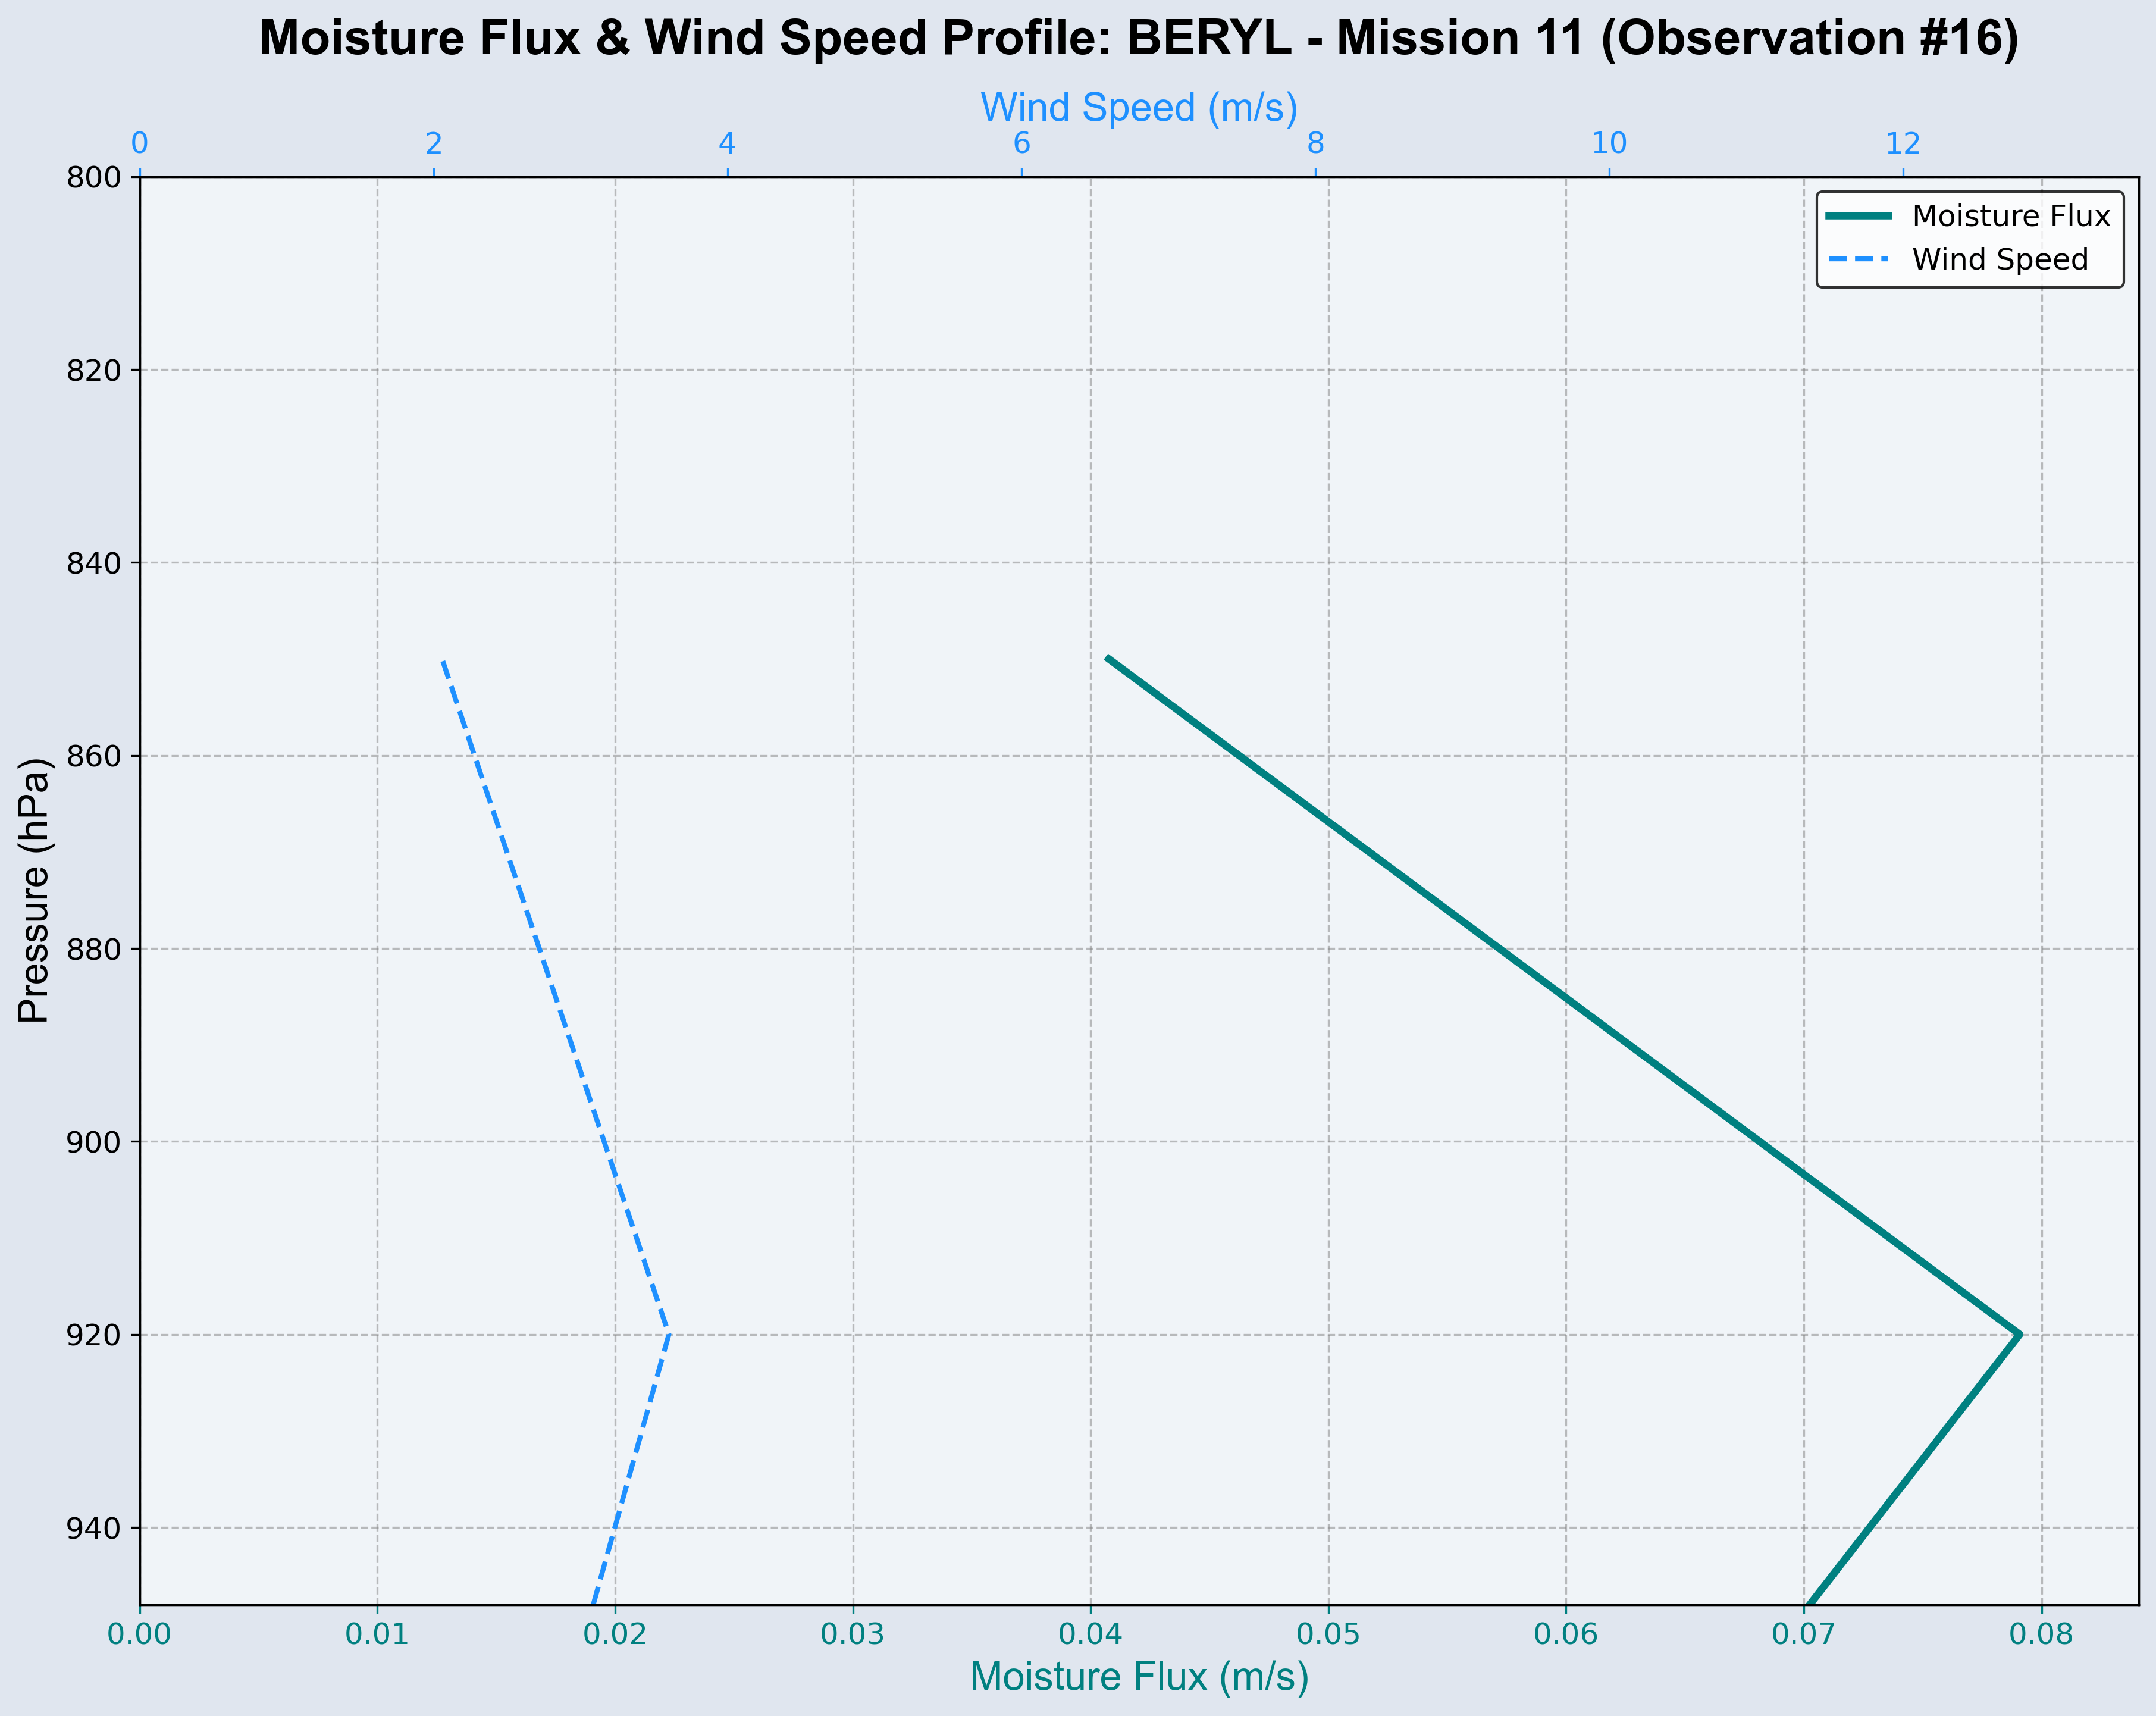 Moisture Flux & Wind Speed Profile: BERYL - Mission 11 (Observation #16)
Wind Speed (m/s)
0 2 4 6 8 10 12
Moisture Flux
Wind Speed
800
820
840
860
880
900
920
940
Pressure (hPa)
0.00 0.01 0.02 0.03 0.04 0.05 0.06 0.07 0.08
Moisture Flux (m/s)